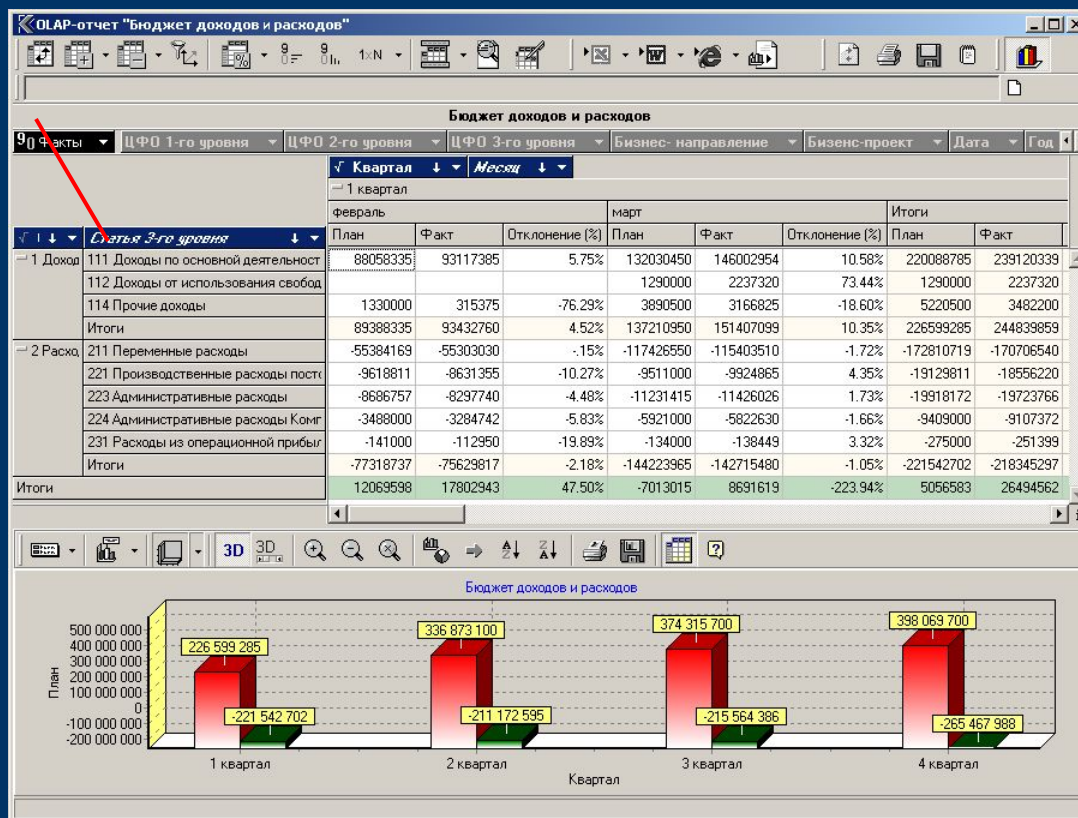 OLAP-отчет "Бюджет доходов и расходов"
1xN
Бюджет доходов и расходов
Факты ЦФО 1-го уровня ЦФО 2-го уровня ЦФО 3-го уровня Бизнес- направление Бизенс-проект Дата Год
√ Квартал Месяц
1 квартал
февраль март Итоги
Статья 3-го уровня План Факт Отклонение (%) План Факт Отклонение (%) План Факт
1 Доход 111 Доходы по основной деятельност 88058335 93117385 5.75% 132030450 146002954 10.58% 220088785 239120339
112 Доходы от использования свобод 1290000 2237320 73.44% 1290000 2237320
114 Прочие доходы 1330000 315375 -76.29% 3890500 3166825 -18.60% 5220500 3482200
Итоги 89388335 93432760 4.52% 137210950 151407099 10.35% 226599285 244839859
2 Расхо 211 Переменные расходы -55384169 -55303030 -.15% -117426550 -115403510 -1.72% -172810719 -170706540
221 Производственные расходы пост -9618811 -8631355 -10.27% -9511000 -9924865 4.35% -19129811 -18556220
223 Административные расходы -8686757 -8297740 -4.48% -11231415 -11426026 1.73% -19918172 -19723766
224 Административные расходы Комп -3488000 -3284742 -5.83% -5921000 -5822630 -1.66% -9409000 -9107372
231 Расходы из операционной прибыл -141000 -112950 -19.89% -134000 -138449 3.32% -275000 -251399
Итоги -77318737 -75629817 -2.18% -144223965 -142715480 -1.05% -221542702 -218345297
Итоги 12069598 17802943 47.50% -7013015 8691619 -223.94% 5056583 26494562
3D 3D
Бюджет доходов и расходов
План
500 000 000
400 000 000
300 000 000
200 000 000
100 000 000
0
-100 000 000
-200 000 000
226 599 285 336 873 100 374 315 700 398 069 700
-221 542 702 -211 172 595 -215 564 386 -265 467 988
1 квартал 2 квартал 3 квартал 4 квартал
Квартал